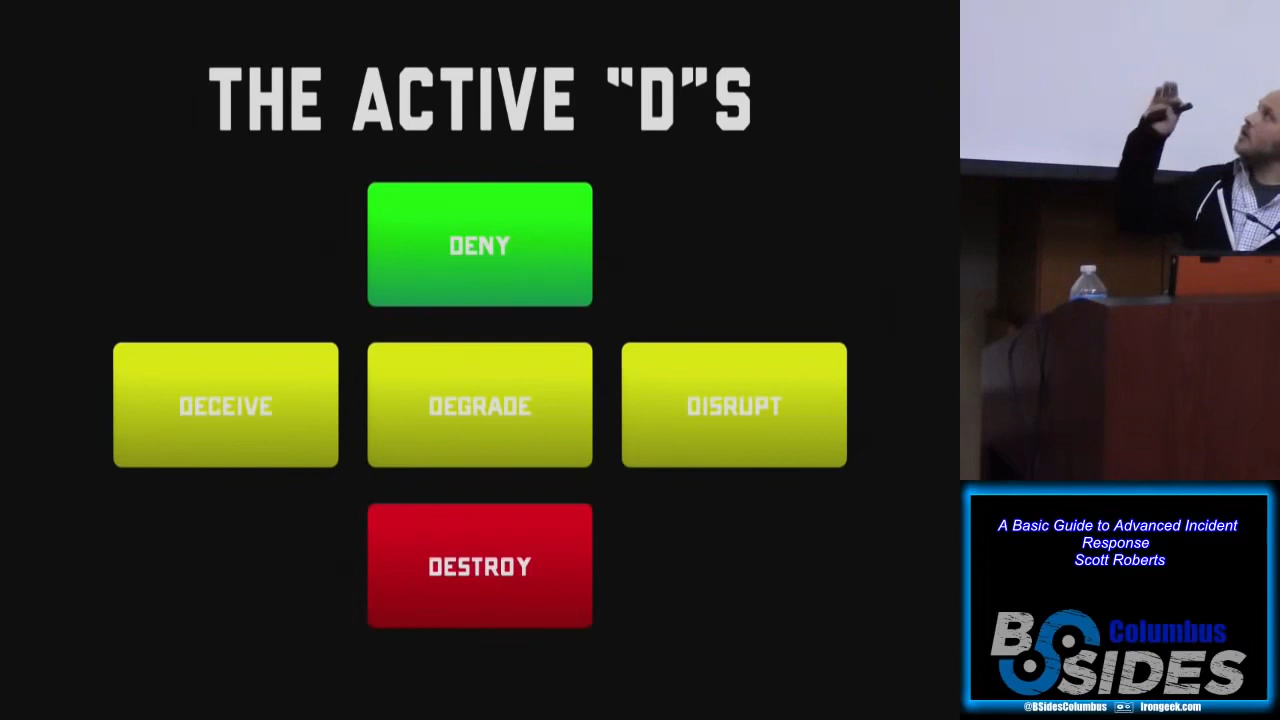 THE ACTIVE “D”S
DENY
DECEIVE
DEGRADE
DISRUPT
DESTROY
A Basic Guide to Advanced Incident
Response
Scott Roberts
BSIDES
Columbus
@BSidesColumbus
Irongeek.com